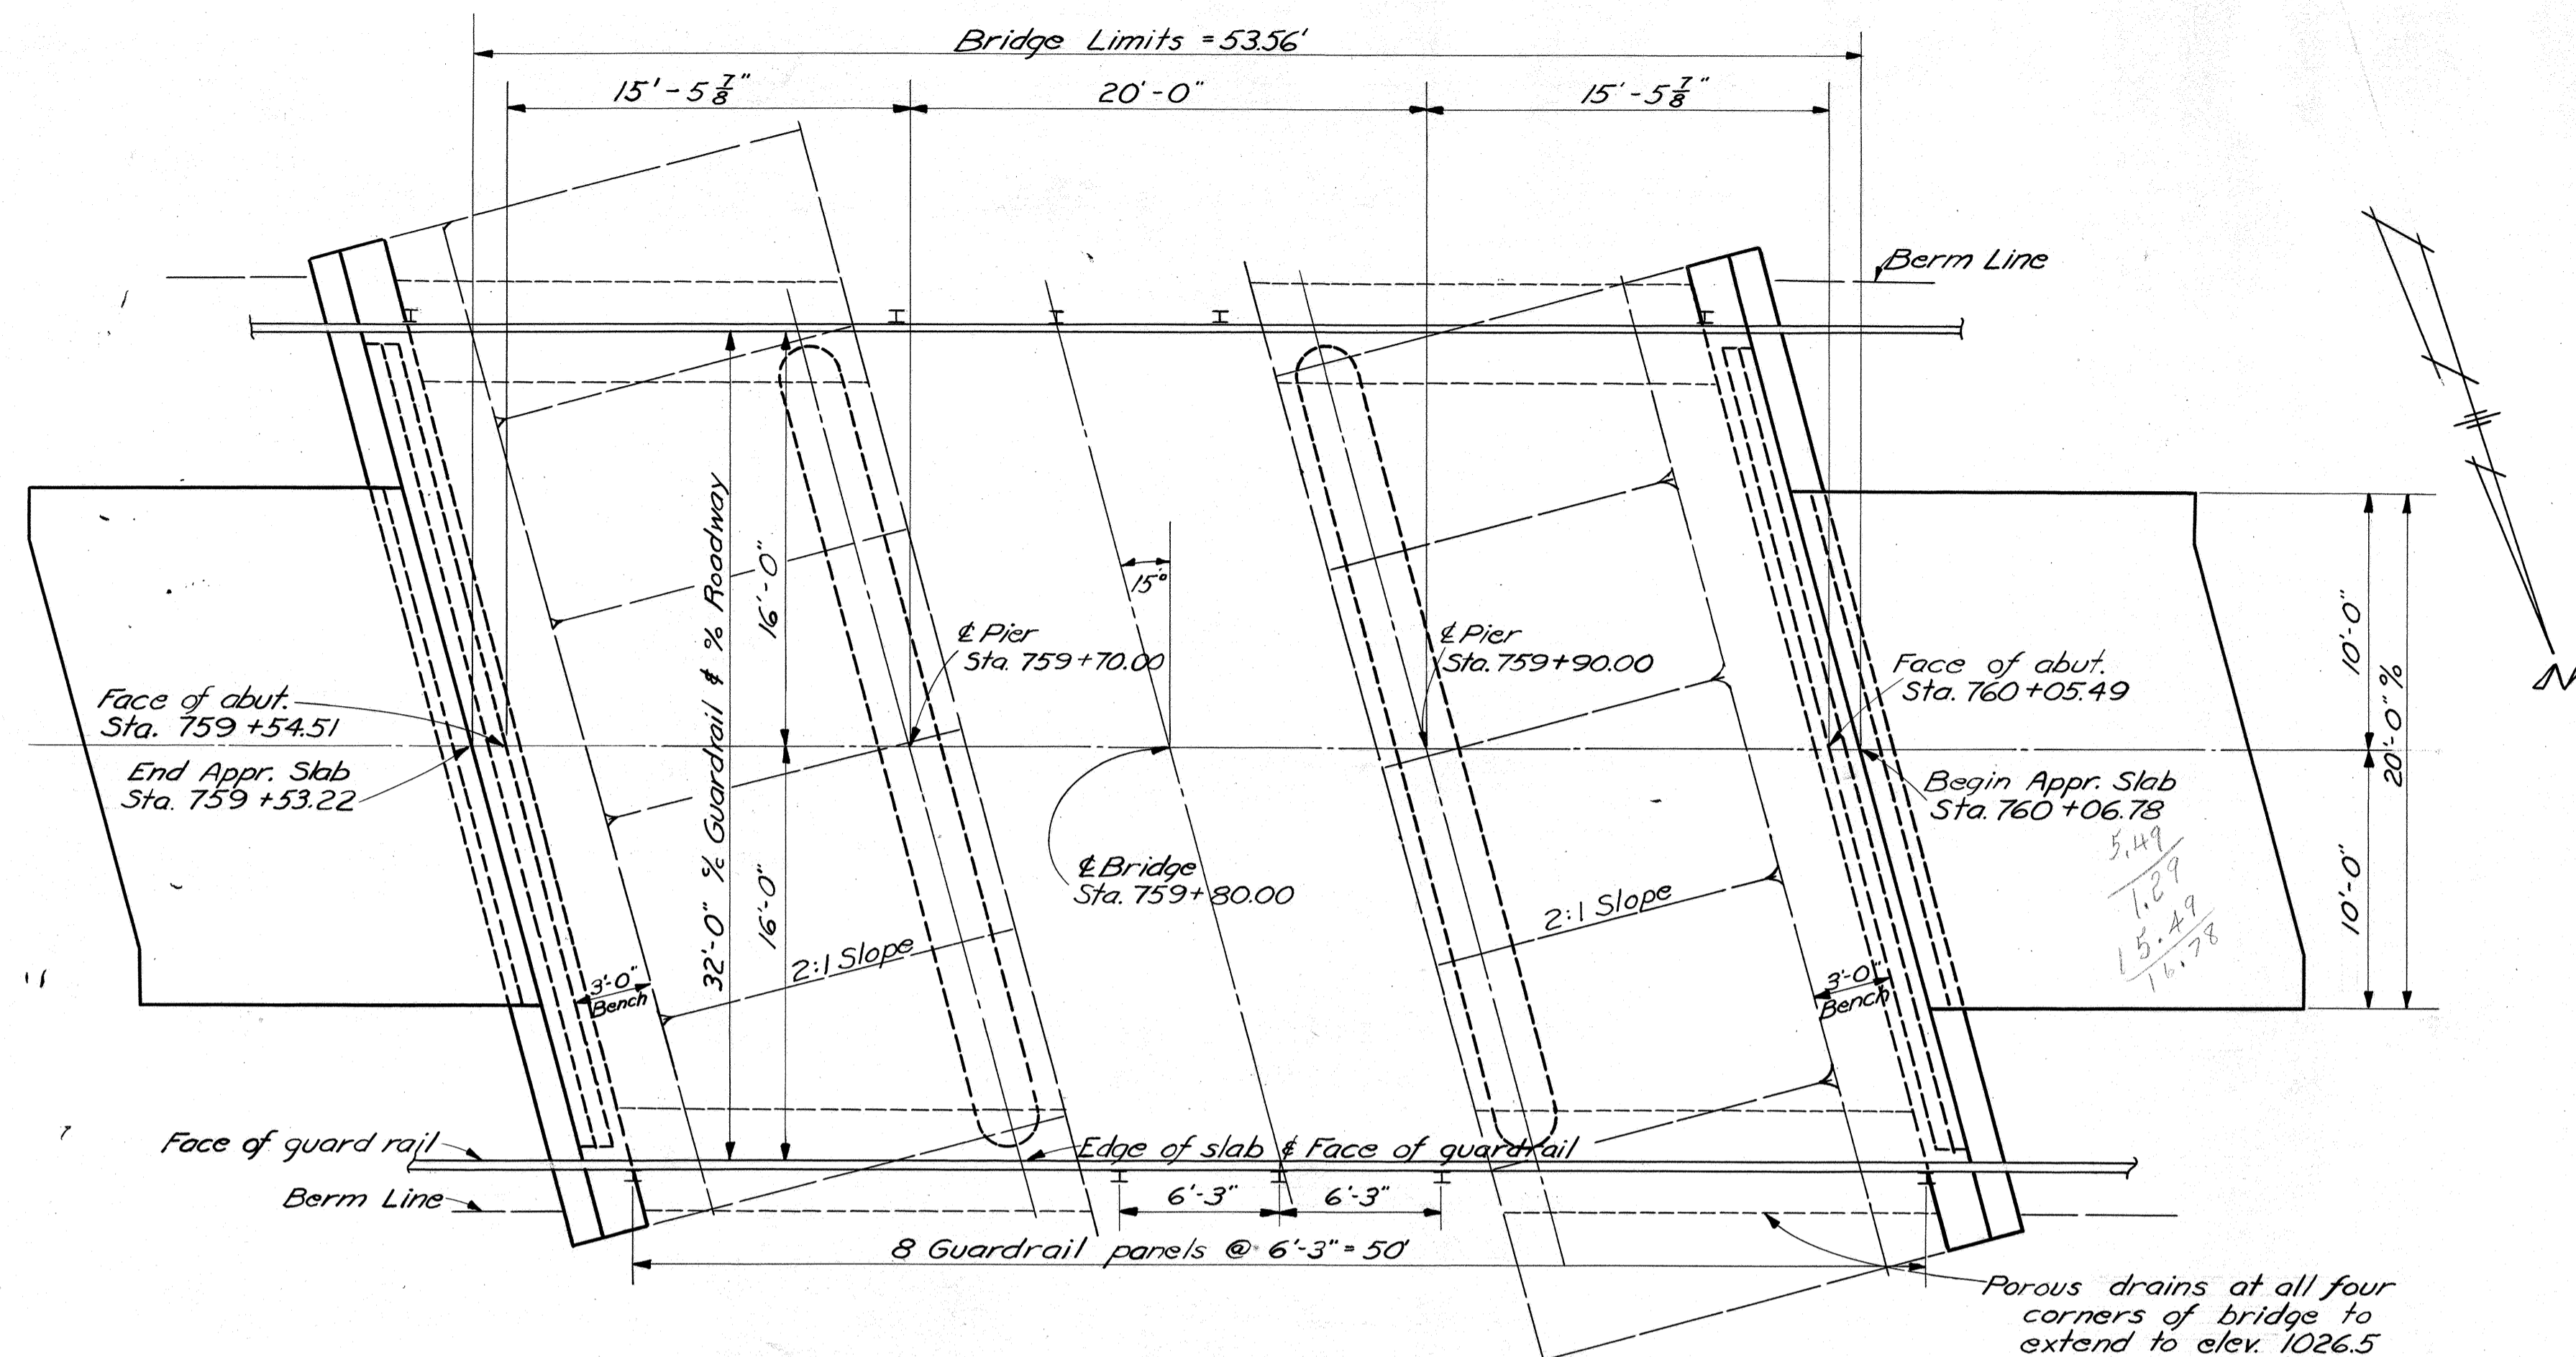 Bridge Limits = 53.56'
15'-5 7/8"
20'-0"
15'-5 7/8"
Berm Line
32'-0" % Guardrail & % Roodway
16'-0"
16'-0"
15°
℄ Pier
Sta. 759+70.00
℄ Pier
Sta. 759+90.00
Face of abut.
Sta. 760+05.49
10'-0"
20'-0" %
10'-0"
N
Face of abut.
Sta. 759+54.51
End Appr. Slab
Sta. 759+53.22
Begin Appr. Slab
Sta. 760+06.78
5.49
1.29
15.49
16.78
℄ Bridge
Sta. 759+80.00
2:1 Slope
2:1 Slope
3'-0"
Bench
3'-0"
Bench
Face of guard rail
Edge of slab & Face of guardrail
Berm Line
6'-3"
6'-3"
8 Guardrail panels @ 6'-3" = 50'
Porous drains at all four
corners of bridge to
extend to elev. 1026.5